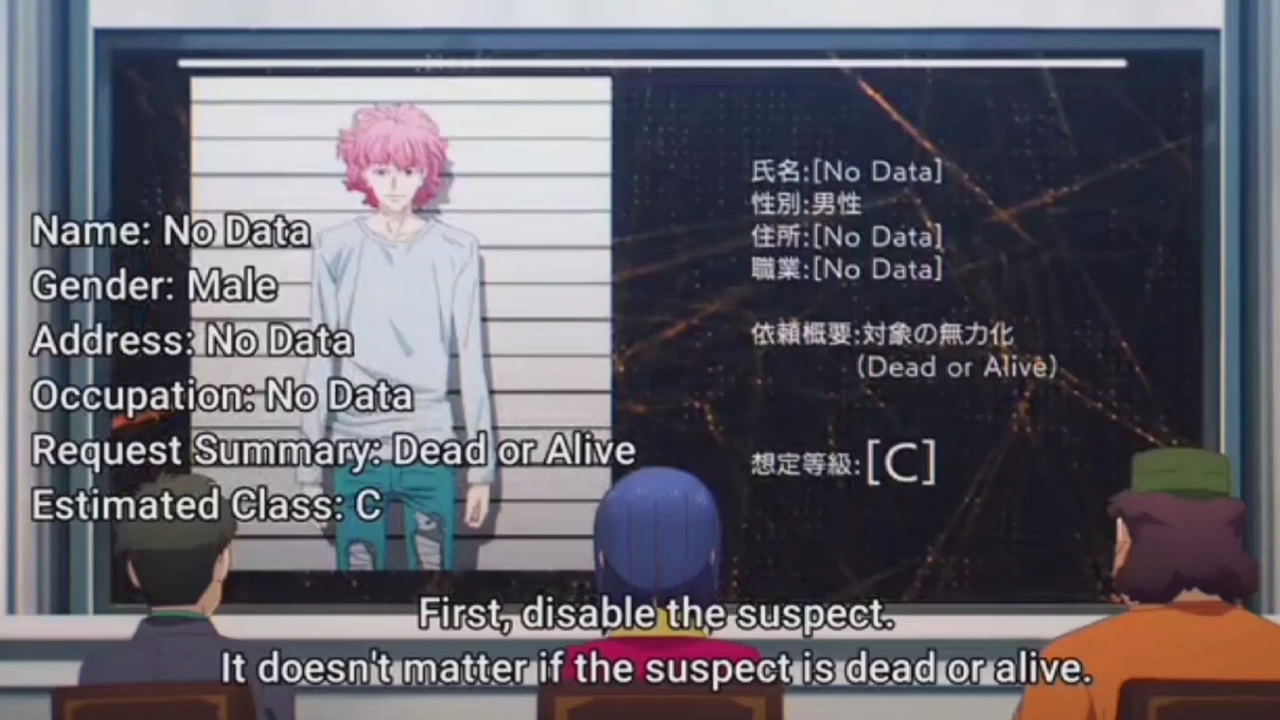 氏名:[No Data]
性別:男性
住所:[No Data]
職業:[No Data]
依頼概要:対象の無力化
(Dead or Alive)
想定等級:[C]
Name: No Data
Gender: Male
Address: No Data
Occupation: No Data
Request Summary: Dead or Alive
Estimated Class: C
First, disable the suspect.
It doesn't matter if the suspect is dead or alive.